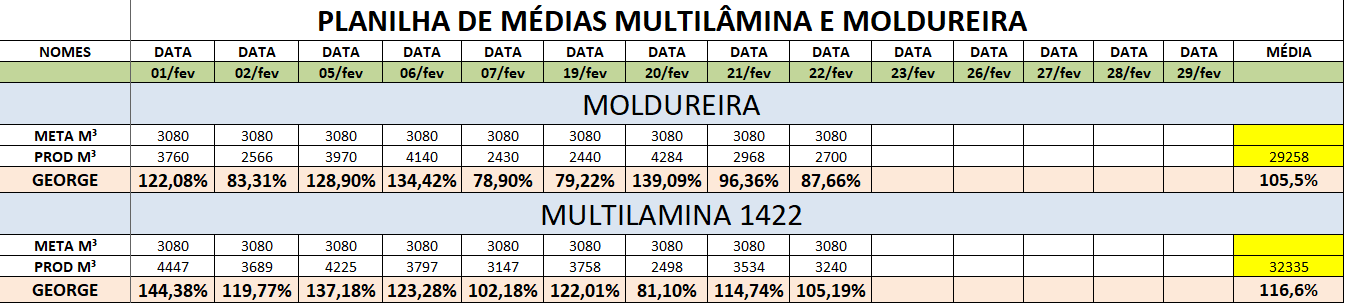 PLANILHA DE MÉDIAS MULTILÂMINA E MOLDUREIRA
NOMES DATA DATA DATA DATA DATA DATA DATA DATA DATA DATA DATA DATA DATA DATA MÉDIA
01/fev 02/fev 05/fev 06/fev 07/fev 19/fev 20/fev 21/fev 22/fev 23/fev 26/fev 27/fev 28/fev 29/fev
MOLDUREIRA
META M³ 3080 3080 3080 3080 3080 3080 3080 3080 3080
PROD M³ 3760 2566 3970 4140 2430 2440 4284 2968 2700 29258
GEORGE 122,08% 83,31% 128,90% 134,42% 78,90% 79,22% 139,09% 96,36% 87,66% 105,5%
MULTILAMINA 1422
META M³ 3080 3080 3080 3080 3080 3080 3080 3080 3080
PROD M³ 4447 3689 4225 3797 3147 3758 2498 3534 3240 32335
GEORGE 144,38% 119,77% 137,18% 123,28% 102,18% 122,01% 81,10% 114,74% 105,19% 116,6%